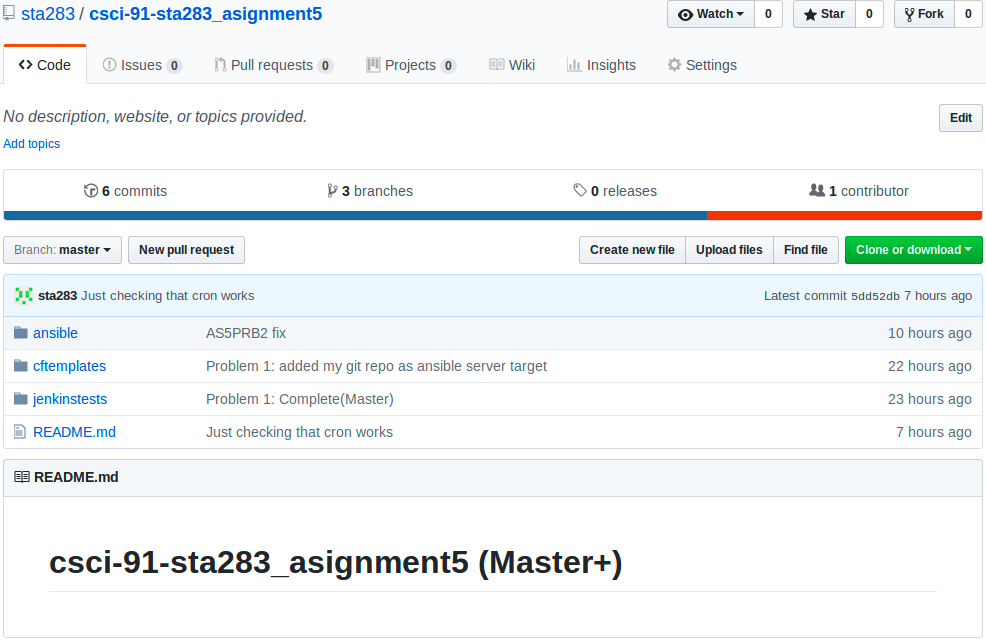 sta283 / csci-91-sta283_asignment5 Watch 0 Star 0 Fork 0
Code Issues 0 Pull requests 0 Projects 0 Wiki Insights Settings
No description, website, or topics provided. Edit
Add topics
6 commits 3 branches 0 releases 1 contributor
Branch: master New pull request Create new file Upload files Find file Clone or download
sta283 Just checking that cron works Latest commit 5dd52db 7 hours ago
ansible AS5PRB2 fix 10 hours ago
cftemplates Problem 1: added my git repo as ansible server target 22 hours ago
jenkinstests Problem 1: Complete(Master) 23 hours ago
README.md Just checking that cron works 7 hours ago
README.md
csci-91-sta283_asignment5 (Master+)